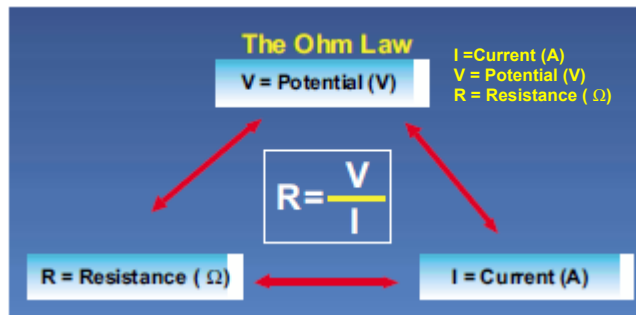 The Ohm Law
V = Potential (V)
I =Current (A)
V = Potential (V)
R = Resistance ( Ω)
R= V
I
R = Resistance ( Ω)
I = Current (A)